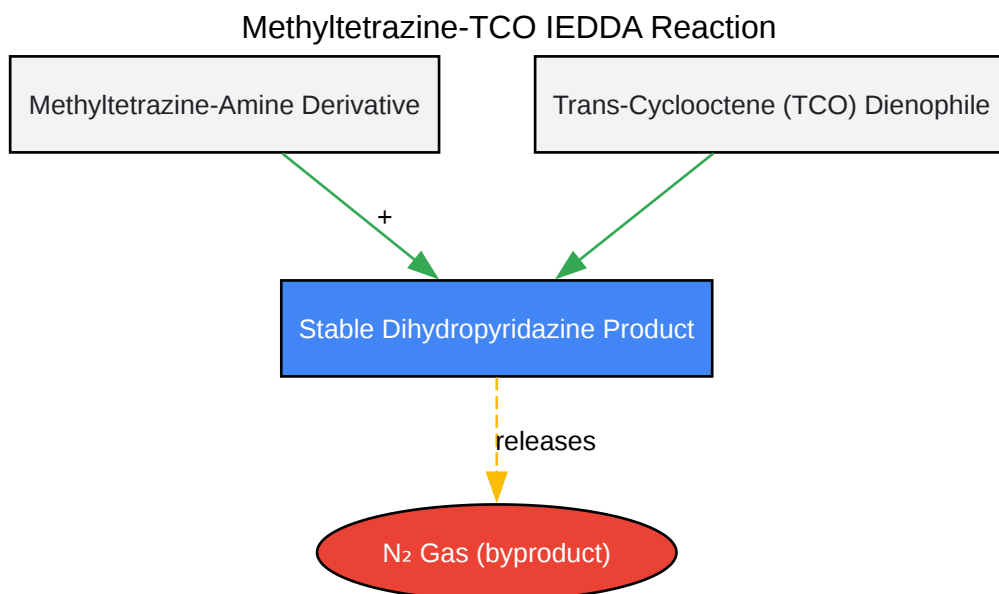 Methyltetrazine-TCO IEDDA Reaction
Methyltetrazine-Amine Derivative
Trans-Cyclooctene (TCO) Dienophile
+
Stable Dihydropyridazine Product
releases
N₂ Gas (byproduct)